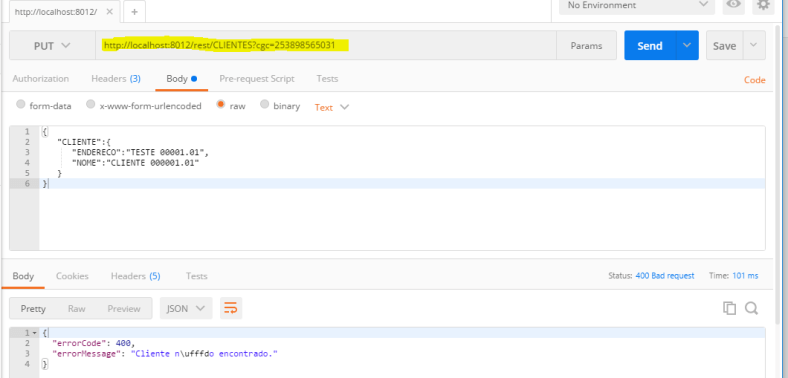 http://localhost:8012/
No Environment
PUT http://localhost:8012/rest/CLIENTES?cgc=253898565031 Params Send Save
Authorization Headers (3) Body Pre-request Script Tests Code
form-data x-www-form-urlencoded raw binary Text
1 {
2 "CLIENTE":{
3 "ENDERECO":"TESTE 00001.01",
4 "NOME":"CLIENTE 000001.01"
5 }
6 }
Body Cookies Headers (5) Tests Status: 400 Bad request Time: 101 ms
Pretty Raw Preview JSON
1 {
2 "errorCode": 400,
3 "errorMessage": "Cliente n\ufffdo encontrado."
4 }